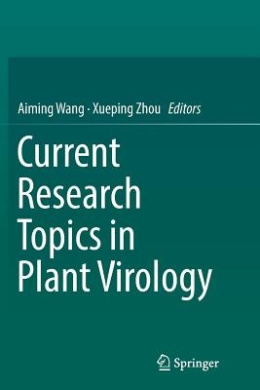 Aiming Wang · Xueping Zhou Editors
Current
Research
Topics in
Plant Virology
Springer